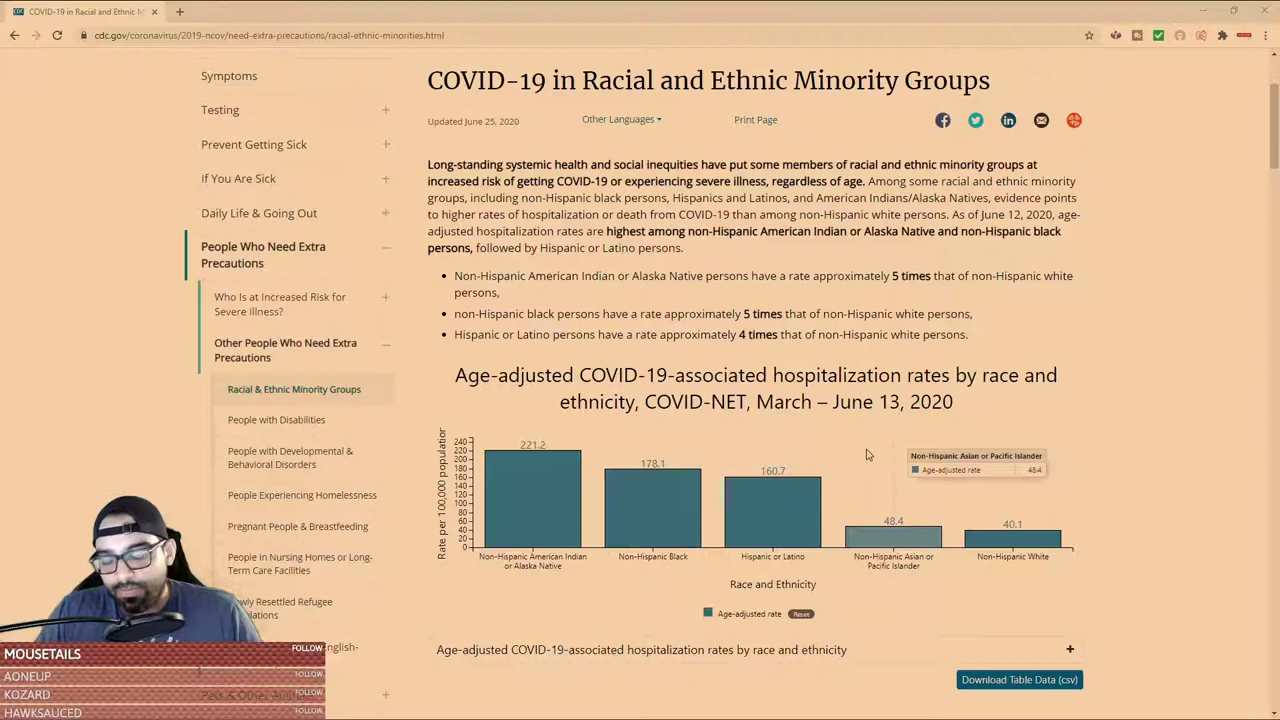 COVID-19 in Racial and Ethnic M
cdc.gov/coronavirus/2019-ncov/need-extra-precautions/racial-ethnic-minorities.html
Symptoms
Testing
Prevent Getting Sick
If You Are Sick
Daily Life & Going Out
People Who Need Extra
Precautions
Who Is at Increased Risk for
Severe Illness?
Other People Who Need Extra
Precautions
Racial & Ethnic Minority Groups
People with Disabilities
People with Developmental &
Behavioral Disorders
People Experiencing Homelessness
Pregnant People & Breastfeeding
People in Nursing Homes or Long-
Term Care Facilities
ewly Resettled Refugee
ulations
nglish-
Pets & Other Ani
COVID-19 in Racial and Ethnic Minority Groups
Updated June 25, 2020
Other Languages
Print Page
Long-standing systemic health and social inequities have put some members of racial and ethnic minority groups at
increased risk of getting COVID-19 or experiencing severe illness, regardless of age. Among some racial and ethnic minority
groups, including non-Hispanic black persons, Hispanics and Latinos, and American Indians/Alaska Natives, evidence points
to higher rates of hospitalization or death from COVID-19 than among non-Hispanic white persons. As of June 12, 2020, age-
adjusted hospitalization rates are highest among non-Hispanic American Indian or Alaska Native and non-Hispanic black
persons, followed by Hispanic or Latino persons.
• Non-Hispanic American Indian or Alaska Native persons have a rate approximately 5 times that of non-Hispanic white
persons,
• non-Hispanic black persons have a rate approximately 5 times that of non-Hispanic white persons,
• Hispanic or Latino persons have a rate approximately 4 times that of non-Hispanic white persons.
Age-adjusted COVID-19-associated hospitalization rates by race and
ethnicity, COVID-NET, March – June 13, 2020
Rate per 100,000 population
240
220
200
180
160
140
120
100
80
60
40
20
0
221.2
178.1
160.7
48.4
40.1
Non-Hispanic Asian or Pacific Islander
Age-adjusted rate 48.4
Non-Hispanic American Indian
or Alaska Native
Non-Hispanic Black
Hispanic or Latino
Non-Hispanic Asian or
Pacific Islander
Non-Hispanic White
Race and Ethnicity
Age-adjusted rate
Reset
Age-adjusted COVID-19-associated hospitalization rates by race and ethnicity
Download Table Data (csv)
MOUSETAILS FOLLOW
AONEUP FOLLOW
KOZARD FOLLOW
HAWKSAUCED FOLLOW